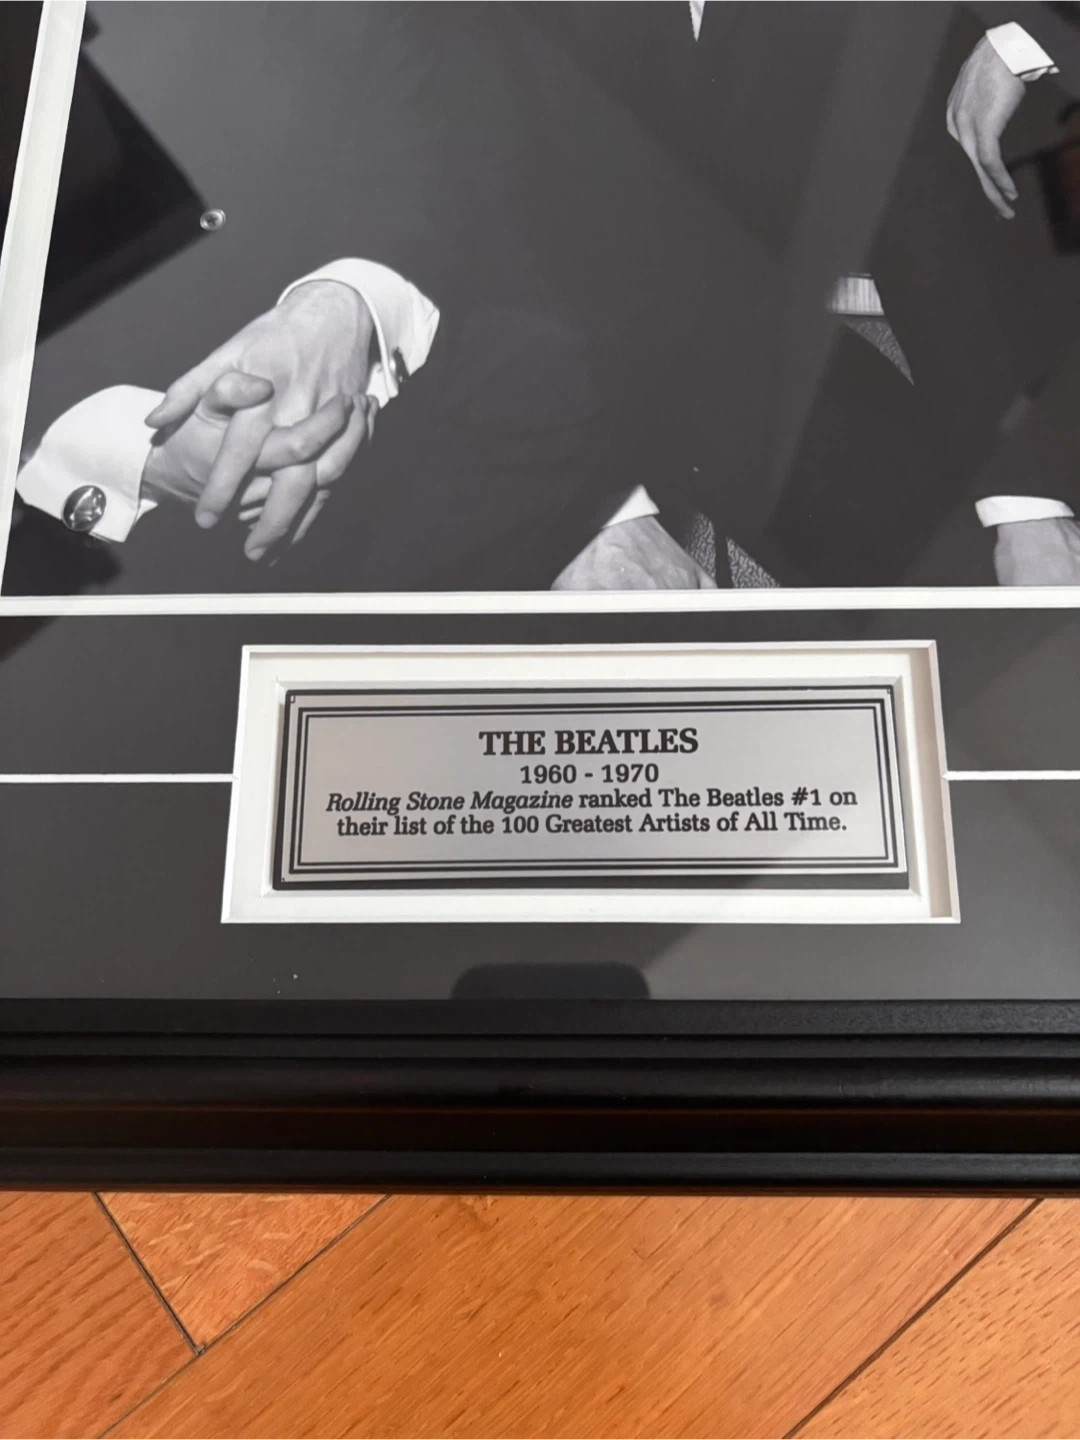 THE BEATLES
1960 - 1970
Rolling Stone Magazine ranked The Beatles #1 on
their list of the 100 Greatest Artists of All Time.